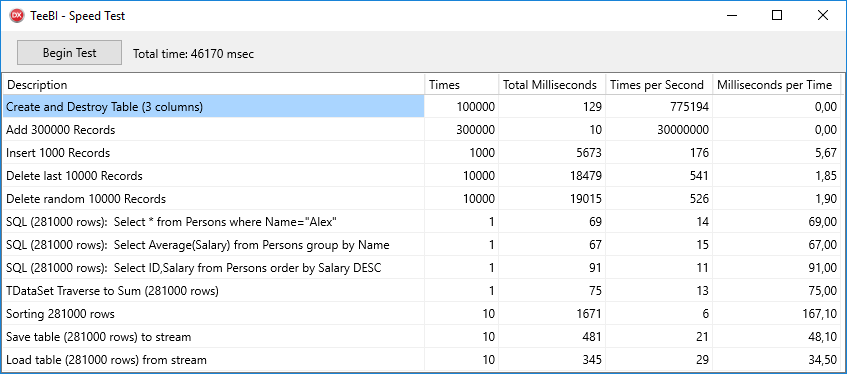 TeeBI - Speed Test
Begin Test Total time: 46170 msec
Description Times Total Milliseconds Times per Second Milliseconds per Time
Create and Destroy Table (3 columns) 100000 129 775194 0,00
Add 300000 Records 300000 10 30000000 0,00
Insert 1000 Records 1000 5673 176 5,67
Delete last 10000 Records 10000 18479 541 1,85
Delete random 10000 Records 10000 19015 526 1,90
SQL (281000 rows):  Select * from Persons where Name="Alex" 1 69 14 69,00
SQL (281000 rows):  Select Average(Salary) from Persons group by Name 1 67 15 67,00
SQL (281000 rows):  Select ID,Salary from Persons order by Salary DESC 1 91 11 91,00
TDataSet Traverse to Sum (281000 rows) 1 75 13 75,00
Sorting 281000 rows 10 1671 6 167,10
Save table (281000 rows) to stream 10 481 21 48,10
Load table (281000 rows) from stream 10 345 29 34,50